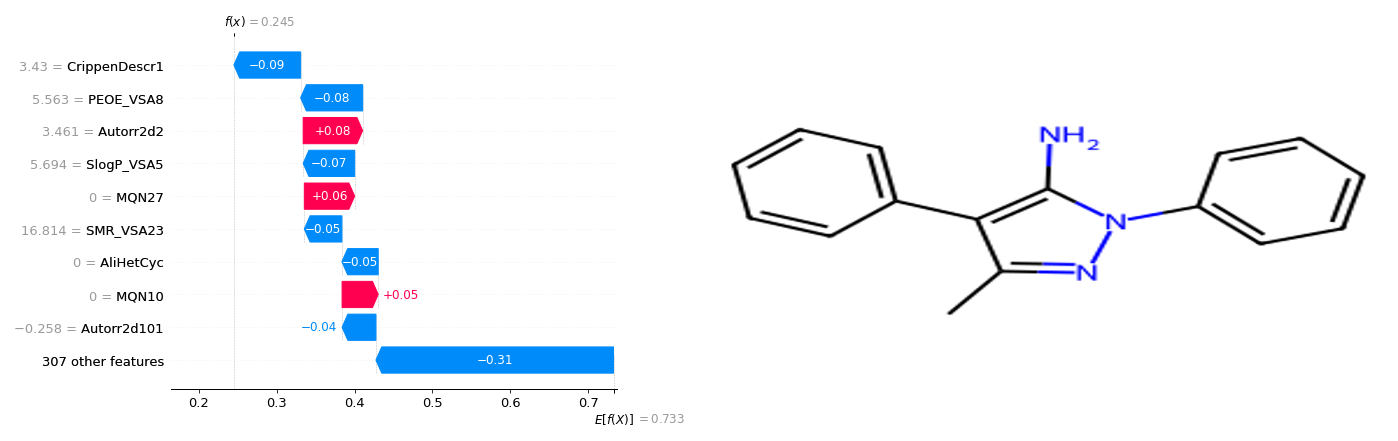 f(x) = 0.245
3.43 = CrippenDescr1
−0.09
5.563 = PEOE_VSA8
−0.08
3.461 = Autorr2d2
+0.08
5.694 = SlogP_VSA5
−0.07
0 = MQN27
+0.06
16.814 = SMR_VSA23
−0.05
0 = AliHetCyc
−0.05
0 = MQN10
+0.05
−0.258 = Autorr2d101
−0.04
307 other features
−0.31
0.2 0.3 0.4 0.5 0.6 0.7
E[f(X)] = 0.733
NH2
N
N